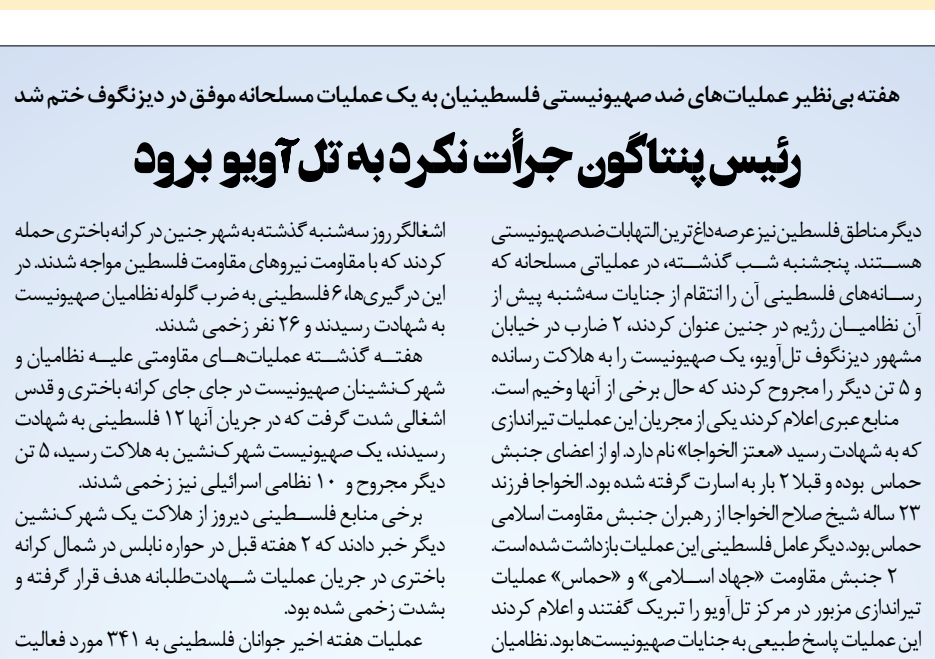 هفته بی‌نظیر عملیات‌های ضد صهیونیستی فلسطینیان به یک عملیات مسلحانه موفق در دیزنگوف ختم شد
رئیس پنتاگون جرأت نکرد به تل‌آویو برود
دیگر مناطق فلسطین نیز عرصه داغ‌ترین التهابات ضدصهیونیستی
هستند. پنجشنبه شب گذشته، در عملیاتی مسلحانه که
رسانه‌های فلسطینی آن را انتقام از جنایات سه‌شنبه پیش از
آن نظامیان رژیم در جنین عنوان کردند، ۲ ضارب در خیابان
مشهور دیزنگوف تل‌آویو، یک صهیونیست را به هلاکت رسانده
و ۵ تن دیگر را مجروح کردند که حال برخی از آنها وخیم است.
منابع عبری اعلام کردند یکی از مجریان این عملیات تیراندازی
که به شهادت رسید «معتز الخواجا» نام دارد. او از اعضای جنبش
حماس بوده و قبلا ۲ بار به اسارت گرفته شده بود. الخواجا فرزند
۲۳ ساله شیخ صلاح الخواجا از رهبران جنبش مقاومت اسلامی
حماس بود. دیگر عامل فلسطینی این عملیات بازداشت شده است.
۲ جنبش مقاومت «جهاد اسلامی» و «حماس» عملیات
تیراندازی مزبور در مرکز تل‌آویو را تبریک گفتند و اعلام کردند
این عملیات پاسخ طبیعی به جنایات صهیونیست‌ها بود. نظامیان
اشغالگر روز سه‌شنبه گذشته به شهر جنین در کرانه باختری حمله
کردند که با مقاومت نیروهای مقاومت فلسطین مواجه شدند. در
این درگیری‌ها، ۶ فلسطینی به ضرب گلوله نظامیان صهیونیست
به شهادت رسیدند و ۲۶ نفر زخمی شدند.
هفته گذشته عملیات‌های مقاومتی علیه نظامیان و
شهرک‌نشینان صهیونیست در جای جای کرانه باختری و قدس
اشغالی شدت گرفت که در جریان آنها ۱۲ فلسطینی به شهادت
رسیدند، یک صهیونیست شهرک‌نشین به هلاکت رسید، ۵ تن
دیگر مجروح و ۱۰ نظامی اسرائیلی نیز زخمی شدند.
برخی منابع فلسطینی دیروز از هلاکت یک شهرک‌نشین
دیگر خبر دادند که ۲ هفته قبل در حواره نابلس در شمال کرانه
باختری در جریان عملیات شهادت‌طلبانه هدف قرار گرفته و
بشدت زخمی شده بود.
عملیات هفته اخیر جوانان فلسطینی به ۳۴۱ مورد فعالیت